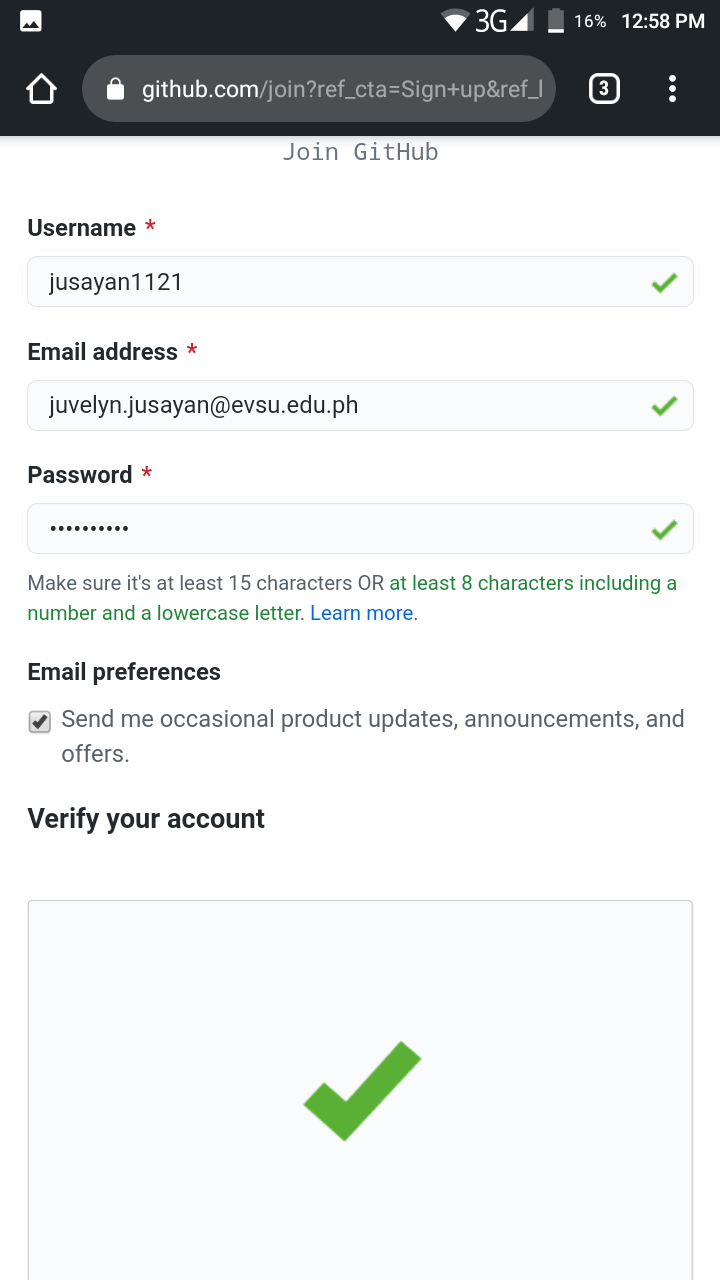 3G 16% 12:58 PM
github.com/join?ref_cta=Sign+up&ref_l
3
Join GitHub
Username *
jusayan1121
Email address *
juvelyn.jusayan@evsu.edu.ph
Password *
••••••••••
Make sure it's at least 15 characters OR at least 8 characters including a
number and a lowercase letter. Learn more.
Email preferences
Send me occasional product updates, announcements, and
offers.
Verify your account